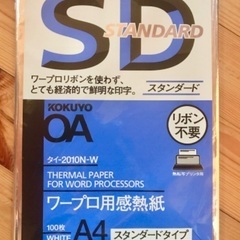 SD
STANDARD
ワープロリボンを使わず、
とても経済的で鮮明な印字。
スタンダード
KOKUYO
OA
リボン
不要
タイ-2010N-W
THERMAL PAPER
FOR WORD PROCESSORS
ワープロ用感熱紙
100枚
WHITE
A4
スタンダードタイプ